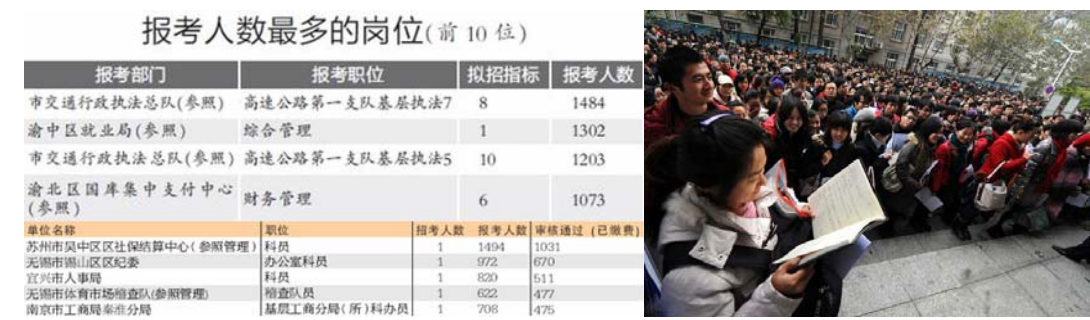 报考人数最多的岗位(前 10 位)
报考部门 报考职位 拟招指标 报考人数
市交通行政执法总队(参照) 高速公路第一支队基层执法7 8 1484
渝中区就业局(参照) 综合管理 1 1302
市交通行政执法总队(参照) 高速公路第一支队基层执法5 10 1203
渝北区国库集中支付中心(参照) 财务管理 6 1073
单位名称 职位 招考人数 报考人数 审核通过 (已缴费)
苏州市吴中区区社保结算中心( 参照管理) 科员 1 1494 1031
无锡市锡山区区纪委 办公室科员 1 972 670
宜兴市人事局 科员 1 820 511
无锡市体育市场稽查队(参照管理) 稽查队员 1 622 477
南京市工商局秦淮分局 基层工商分局( 所 )科办员 1 708 475